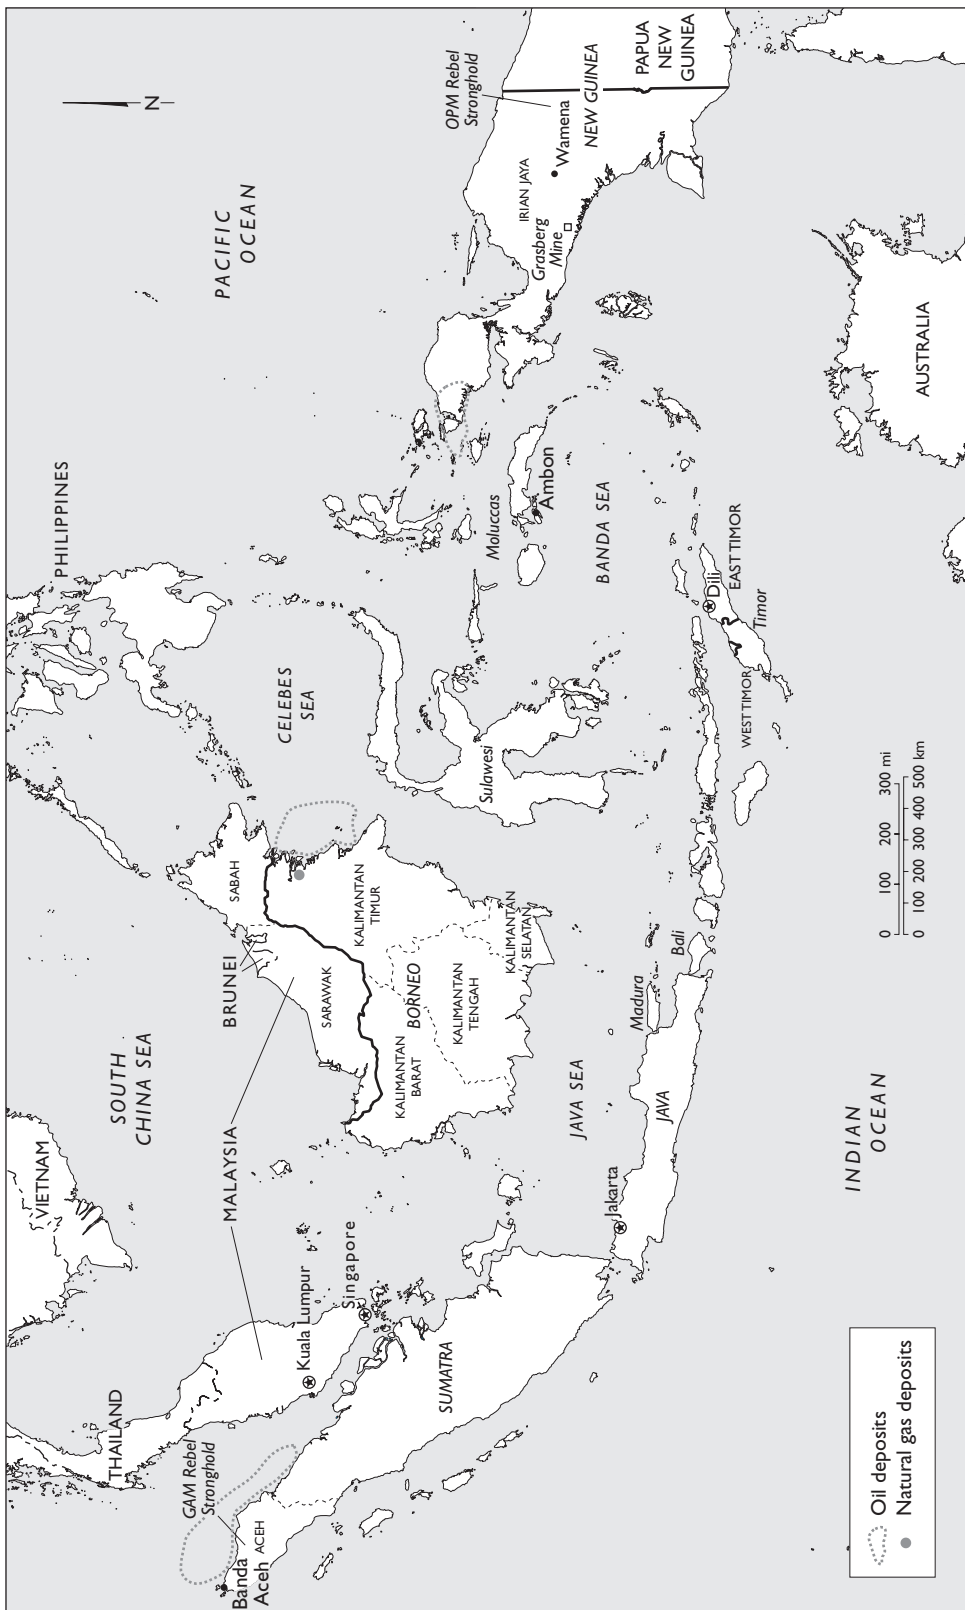 PHILIPPINES
PACIFIC
OCEAN
N
VIETNAM
THAILAND
SOUTH
CHINA SEA
BRUNEI
MALAYSIA
SABAH
SARAWAK
CELEBES
SEA
GAM Rebel
Stronghold
Banda
Aceh
ACEH
Kuala Lumpur
Singapore
SUMATRA
KALIMANTAN
TIMUR
BORNEO
KALIMANTAN
BARAT
KALIMANTAN
TENGAH
KALIMANTAN
SELATAN
Sulawesi
Moluccas
Ambon
BANDA SEA
OPM Rebel
Stronghold
IRIAN JAYA
Wamena
Grasberg
Mine
NEW GUINEA
PAPUA
NEW
GUINEA
JAVA SEA
Jakarta
JAVA
Madura
Bali
Dili
EAST TIMOR
Timor
WEST TIMOR
AUSTRALIA
INDIAN
OCEAN
0 100 200 300 mi
0 100 200 300 400 500 km
Oil deposits
Natural gas deposits